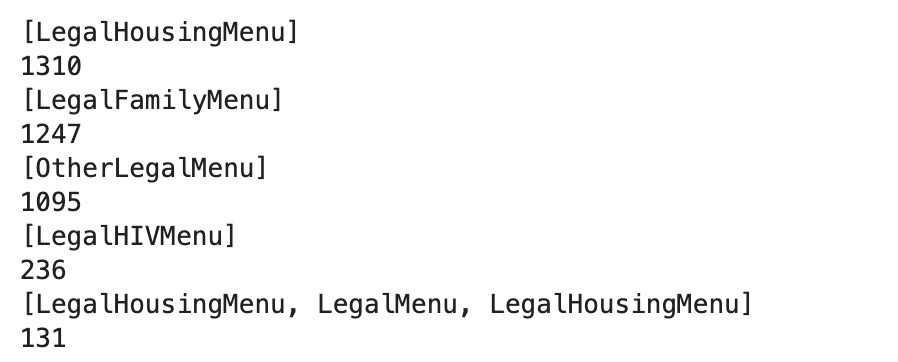 [LegalHousingMenu]
1310
[LegalFamilyMenu]
1247
[OtherLegalMenu]
1095
[LegalHIVMenu]
236
[LegalHousingMenu, LegalMenu, LegalHousingMenu]
131